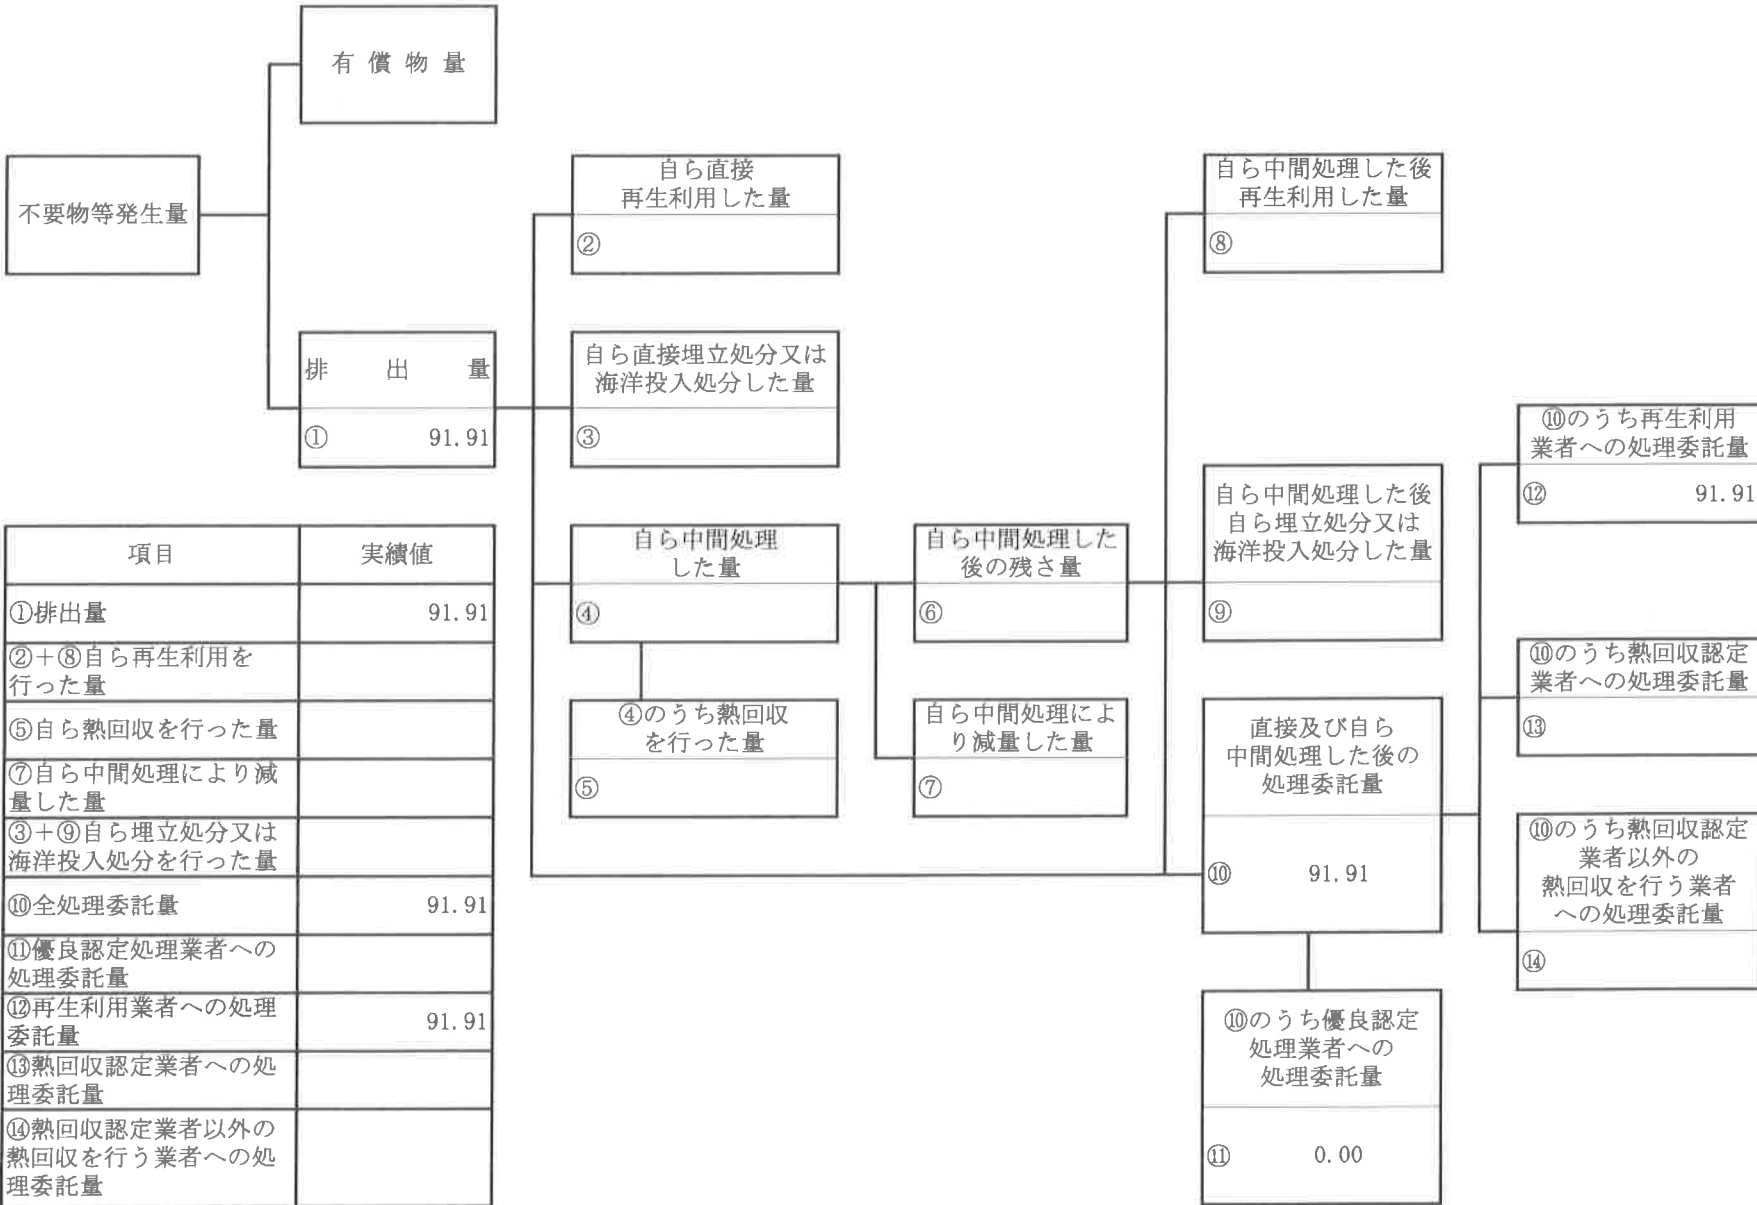 有償物量
不要物等発生量
排出量
① 91.91
自ら直接
再生利用した量
②
自ら直接埋立処分又は
海洋投入処分した量
③
自ら中間処理
した量
④
④のうち熱回収
を行った量
⑤
自ら中間処理した
後の残さ量
⑥
自ら中間処理によ
り減量した量
⑦
自ら中間処理した後
再生利用した量
⑧
自ら中間処理した後
自ら埋立処分又は
海洋投入処分した量
⑨
直接及び自ら
中間処理した後の
処理委託量
⑩ 91.91
⑩のうち優良認定
処理業者への
処理委託量
⑪ 0.00
⑩のうち再生利用
業者への処理委託量
⑫ 91.91
⑩のうち熱回収認定
業者への処理委託量
⑬
⑩のうち熱回収認定
業者以外の
熱回収を行う業者
への処理委託量
⑭
項目 実績値
①排出量 91.91
②+⑧自ら再生利用を
行った量
⑤自ら熱回収を行った量
⑦自ら中間処理により減
量した量
③+⑨自ら埋立処分又は
海洋投入処分を行った量
⑩全処理委託量 91.91
⑪優良認定処理業者への
処理委託量
⑫再生利用業者への処理
委託量 91.91
⑬熱回収認定業者への処
理委託量
⑭熱回収認定業者以外の
熱回収を行う業者への処
理委託量